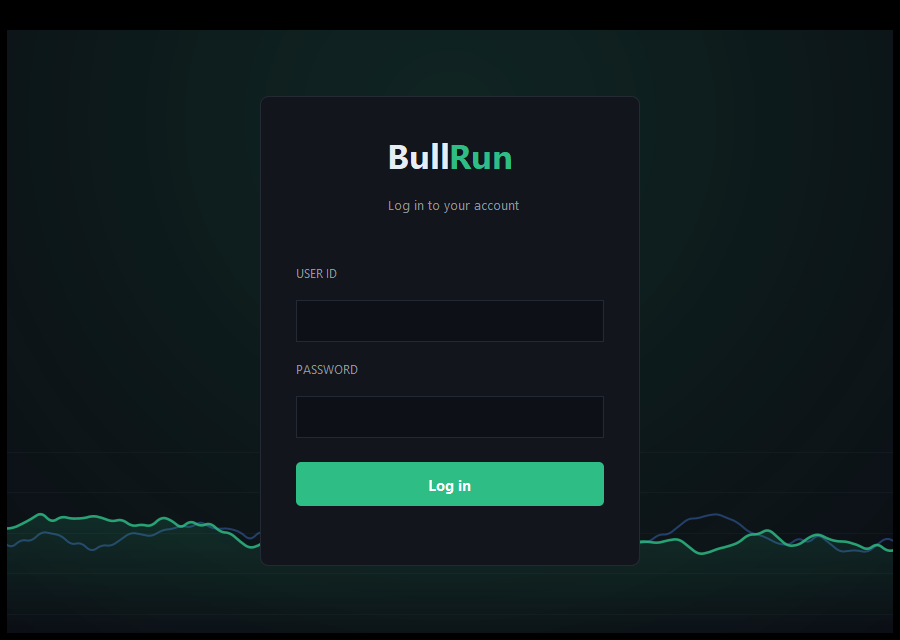 BullRun
Log in to your account
USER ID
PASSWORD
Log in